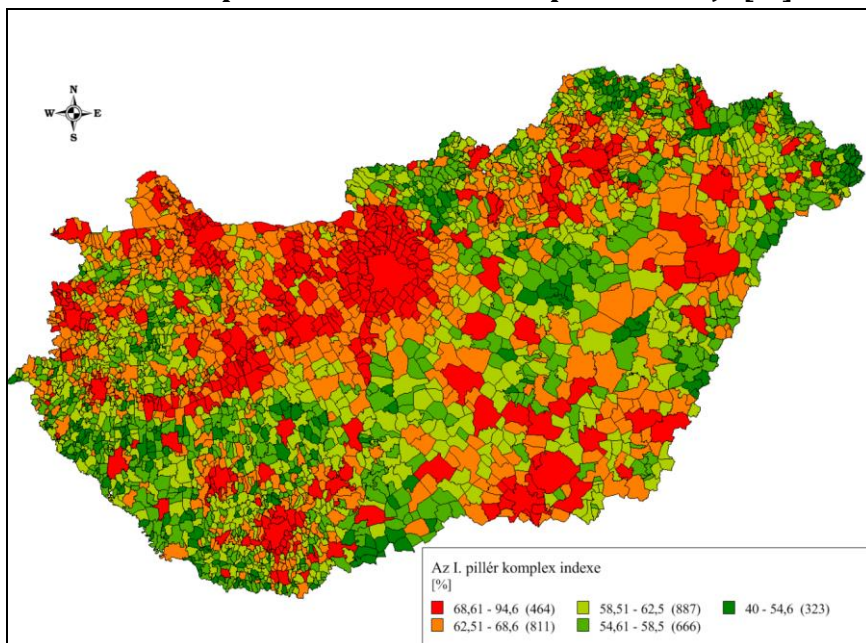 N
W E
S
Az I. pillér komplex indexe
[%]
68,61 - 94,6 (464) 58,51 - 62,5 (887) 40 - 54,6 (323)
62,51 - 68,6 (811) 54,61 - 58,5 (666)